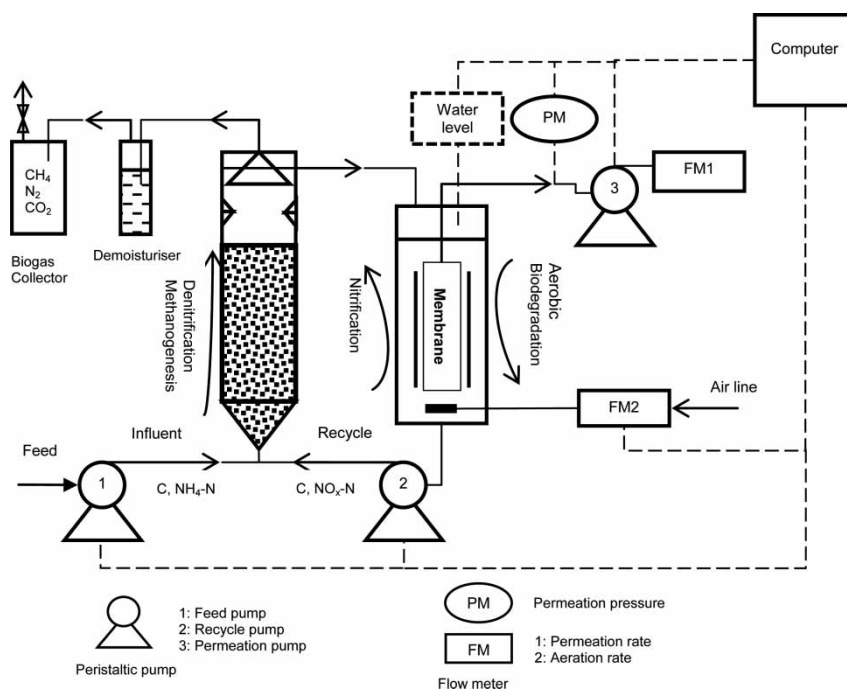 Computer
Water
level
PM
FM1
3
CH₄
N₂
CO₂
Biogas
Collector
Demoisturiser
Denitrification
Methanogenesis
Nitrification
Membrane
Aerobic
Biodegradation
Air line
FM2
Feed
Influent
Recycle
1
C, NH₄-N
C, NOₓ-N
2
1: Feed pump
2: Recycle pump
3: Permeation pump
Peristaltic pump
PM
Permeation pressure
FM
1: Permeation rate
2: Aeration rate
Flow meter